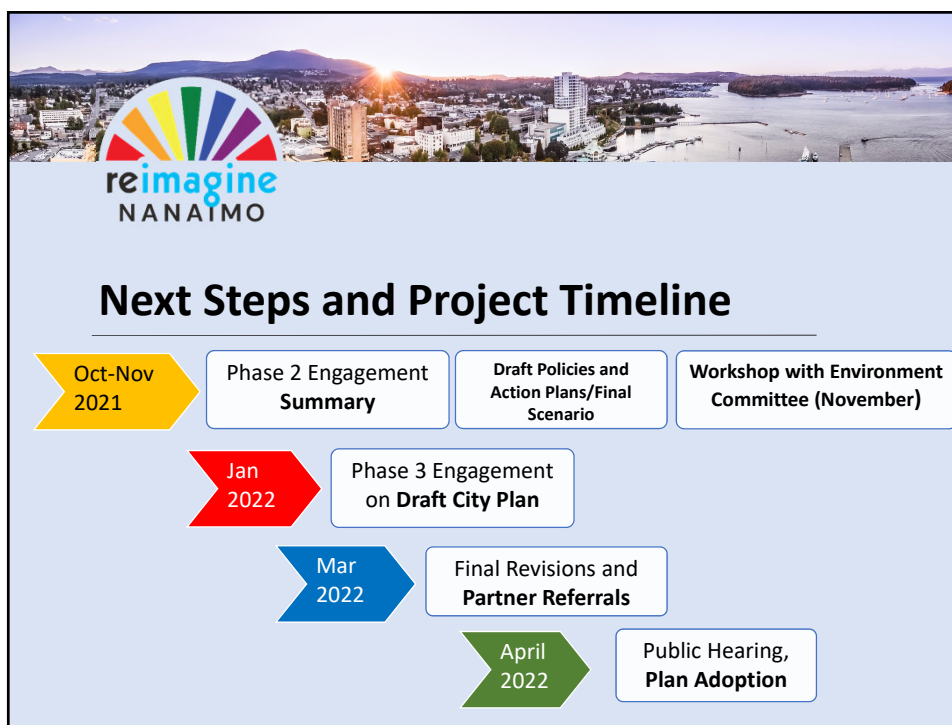 reimagine
NANAIMO
Next Steps and Project Timeline
Oct-Nov
2021
Phase 2 Engagement
Summary
Draft Policies and
Action Plans/Final
Scenario
Workshop with Environment
Committee (November)
Jan
2022
Phase 3 Engagement
on Draft City Plan
Mar
2022
Final Revisions and
Partner Referrals
April
2022
Public Hearing,
Plan Adoption